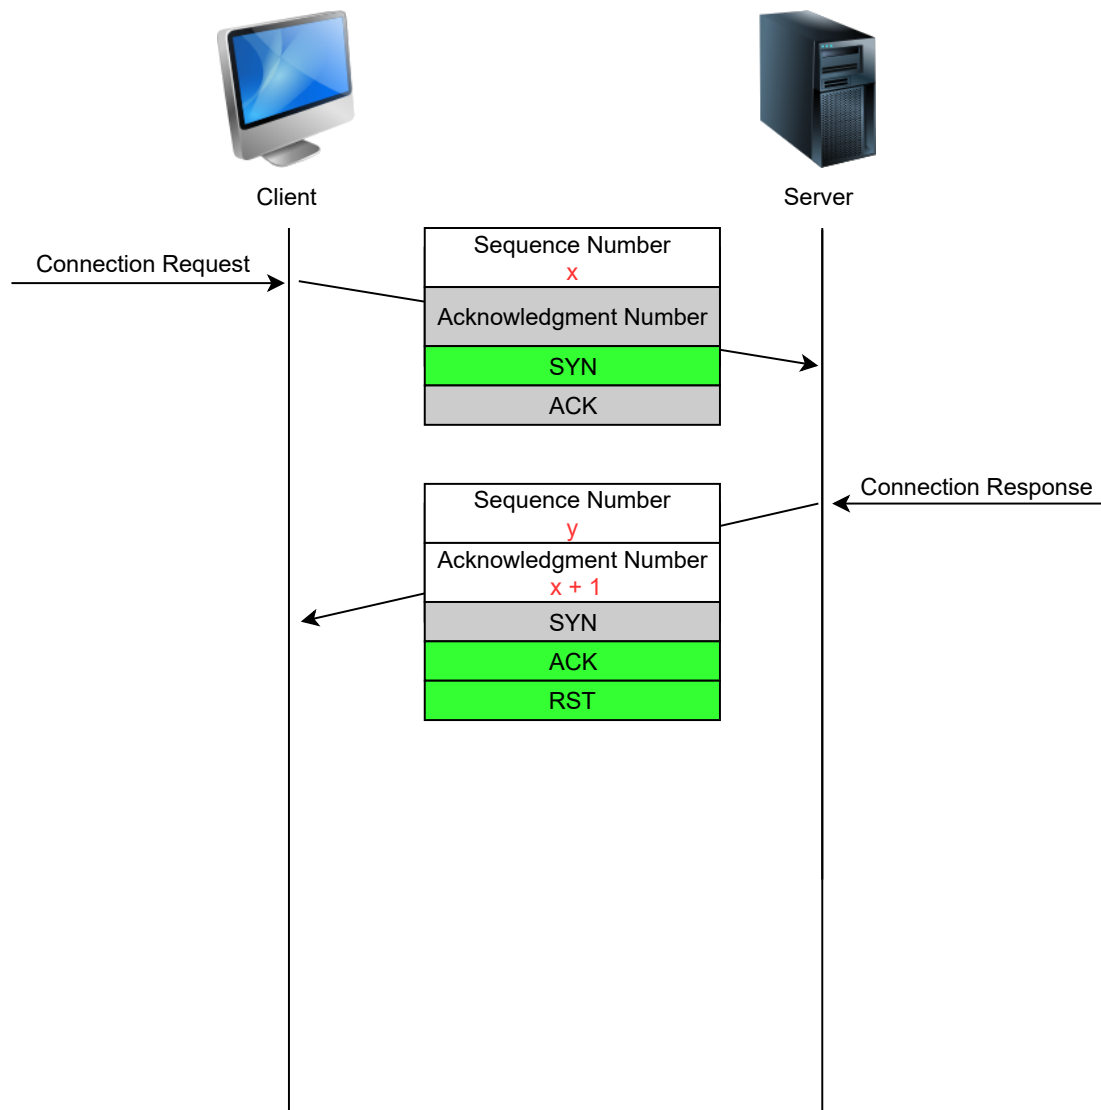 Client
Server
Connection Request
Sequence Number
x
Acknowledgment Number
SYN
ACK
Connection Response
Sequence Number
y
Acknowledgment Number
x + 1
SYN
ACK
RST